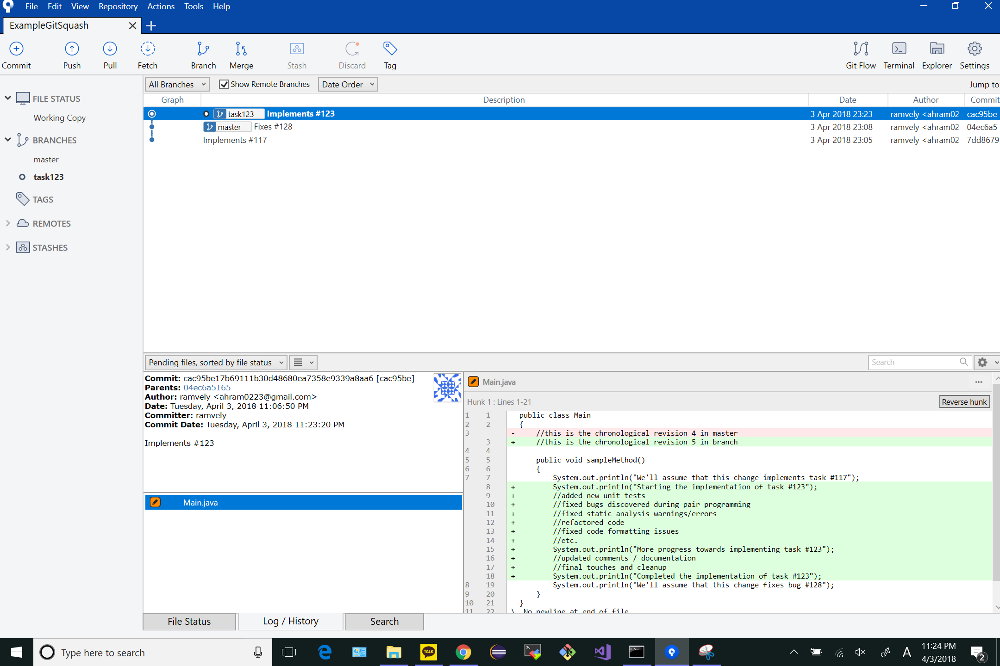 File Edit View Repository Actions Tools Help
ExampleGitSquash
Commit Push Pull Fetch Branch Merge Stash Discard Tag Git Flow Terminal Explorer Settings
All Branches Show Remote Branches Date Order Jump to
Graph Description Date Author Commit
task123 Implements #123 3 Apr 2018 23:23 ramvely <ahram02 cac95be
master Fixes #128 3 Apr 2018 23:08 ramvely <ahram02 04ec6a5
Implements #117 3 Apr 2018 23:05 ramvely <ahram02 7dd8679
FILE STATUS
Working Copy
BRANCHES
master
task123
TAGS
REMOTES
STASHES
Pending files, sorted by file status Search
Commit: cac95be17b69111b30d48680ea7358e9339a8aa6 [cac95be]
Parents: 04ec6a5165
Author: ramvely <ahram0223@gmail.com>
Date: Tuesday, April 3, 2018 11:06:50 PM
Committer: ramvely
Commit Date: Tuesday, April 3, 2018 11:23:20 PM
Implements #123
Main.java
Main.java
Hunk 1 : Lines 1-21 Reverse hunk
1 1 public class Main
2 2 {
3 - //this is the chronological revision 4 in master
3 + //this is the chronological revision 5 in branch
4 4
5 5 public void sampleMethod()
6 6 {
7 7 System.out.println("We'll assume that this change implements task #117");
8 + System.out.println("Starting the implementation of task #123");
9 + //added new unit tests
10 + //fixed bugs discovered during pair programming
11 + //fixed static analysis warnings/errors
12 + //refactored code
13 + //fixed code formatting issues
14 + //etc.
15 + System.out.println("More progress towards implementing task #123");
16 + //updated comments / documentation
17 + //final touches and cleanup
18 + System.out.println("Completed the implementation of task #123");
8 19 System.out.println("We'll assume that this change fixes bug #128");
9 20 }
10 21 }
11 22 \ No newline at end of file
File Status Log / History Search
Type here to search
TALK
A
11:24 PM
4/3/2018
2